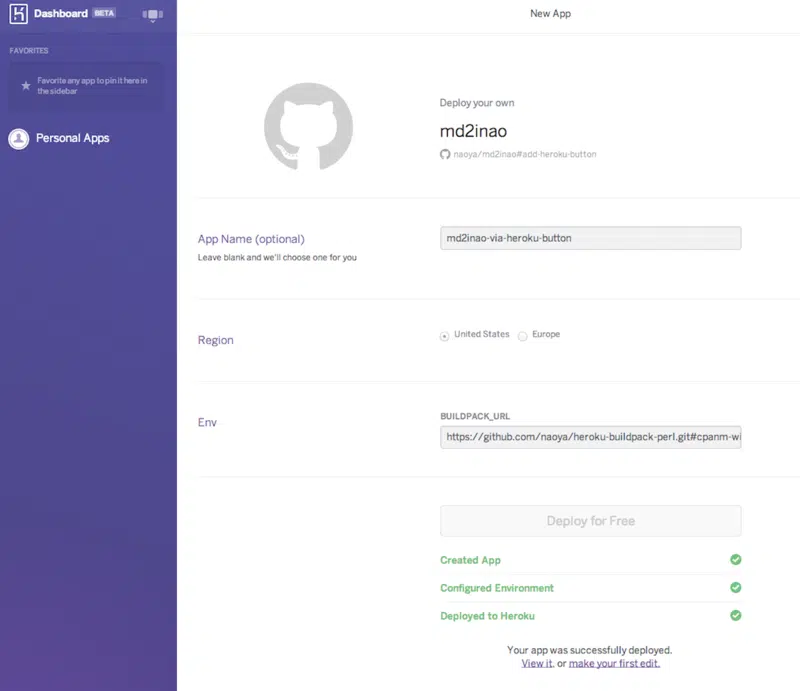 Dashboard BETA
FAVORITES
Favorite any app to pin it here in
the sidebar
Personal Apps
New App
Deploy your own
md2inao
naoya/md2inao#add-heroku-button
App Name (optional)
Leave blank and we'll choose one for you
md2inao-via-heroku-button
Region
United States
Europe
Env
BUILDPACK_URL
https://github.com/naoya/heroku-buildpack-perl.git#cpanm-wi
Deploy for Free
Created App
Configured Environment
Deployed to Heroku
Your app was successfully deployed.
View it, or make your first edit.